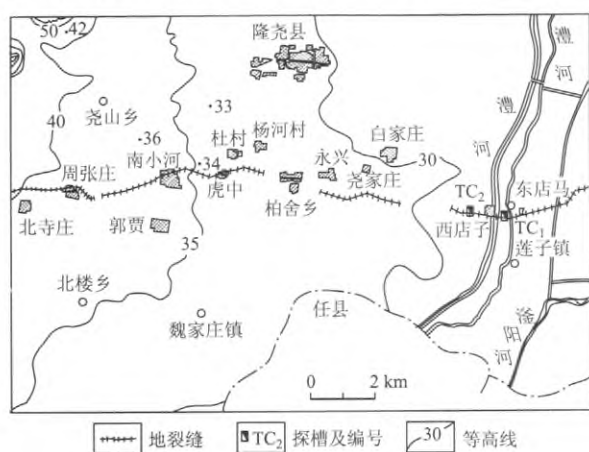 50 ·42
隆尧县
澧河
40
尧山乡
·33
澧河
·36
杜村
杨河村
白家庄
30
周张庄
南小河
·34
虎中
永兴
尧家庄
TC2
东店马
北寺庄
郭贾
柏舍乡
西店子
TC1
35
莲子镇
北楼乡
魏家庄镇
任县
滏阳河
0 2 km
地裂缝
TC2 探槽及编号
30 等高线